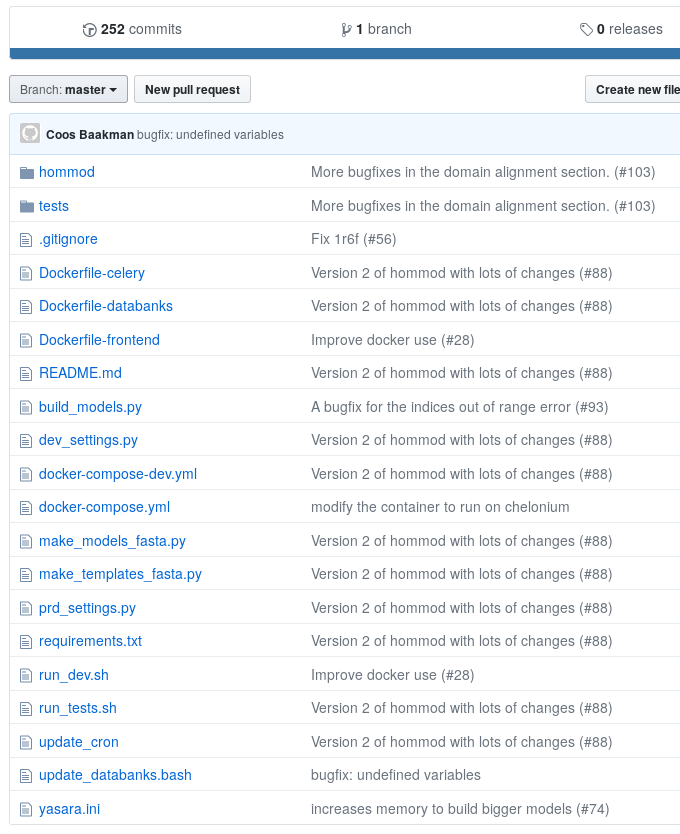 252 commits 1 branch 0 releases
Branch: master New pull request Create new file
Coos Baakman bugfix: undefined variables
hommod More bugfixes in the domain alignment section. (#103)
tests More bugfixes in the domain alignment section. (#103)
.gitignore Fix 1r6f (#56)
Dockerfile-celery Version 2 of hommod with lots of changes (#88)
Dockerfile-databanks Version 2 of hommod with lots of changes (#88)
Dockerfile-frontend Improve docker use (#28)
README.md Version 2 of hommod with lots of changes (#88)
build_models.py A bugfix for the indices out of range error (#93)
dev_settings.py Version 2 of hommod with lots of changes (#88)
docker-compose-dev.yml Version 2 of hommod with lots of changes (#88)
docker-compose.yml modify the container to run on chelonium
make_models_fasta.py Version 2 of hommod with lots of changes (#88)
make_templates_fasta.py Version 2 of hommod with lots of changes (#88)
prd_settings.py Version 2 of hommod with lots of changes (#88)
requirements.txt Version 2 of hommod with lots of changes (#88)
run_dev.sh Improve docker use (#28)
run_tests.sh Version 2 of hommod with lots of changes (#88)
update_cron Version 2 of hommod with lots of changes (#88)
update_databanks.bash bugfix: undefined variables
yasara.ini increases memory to build bigger models (#74)